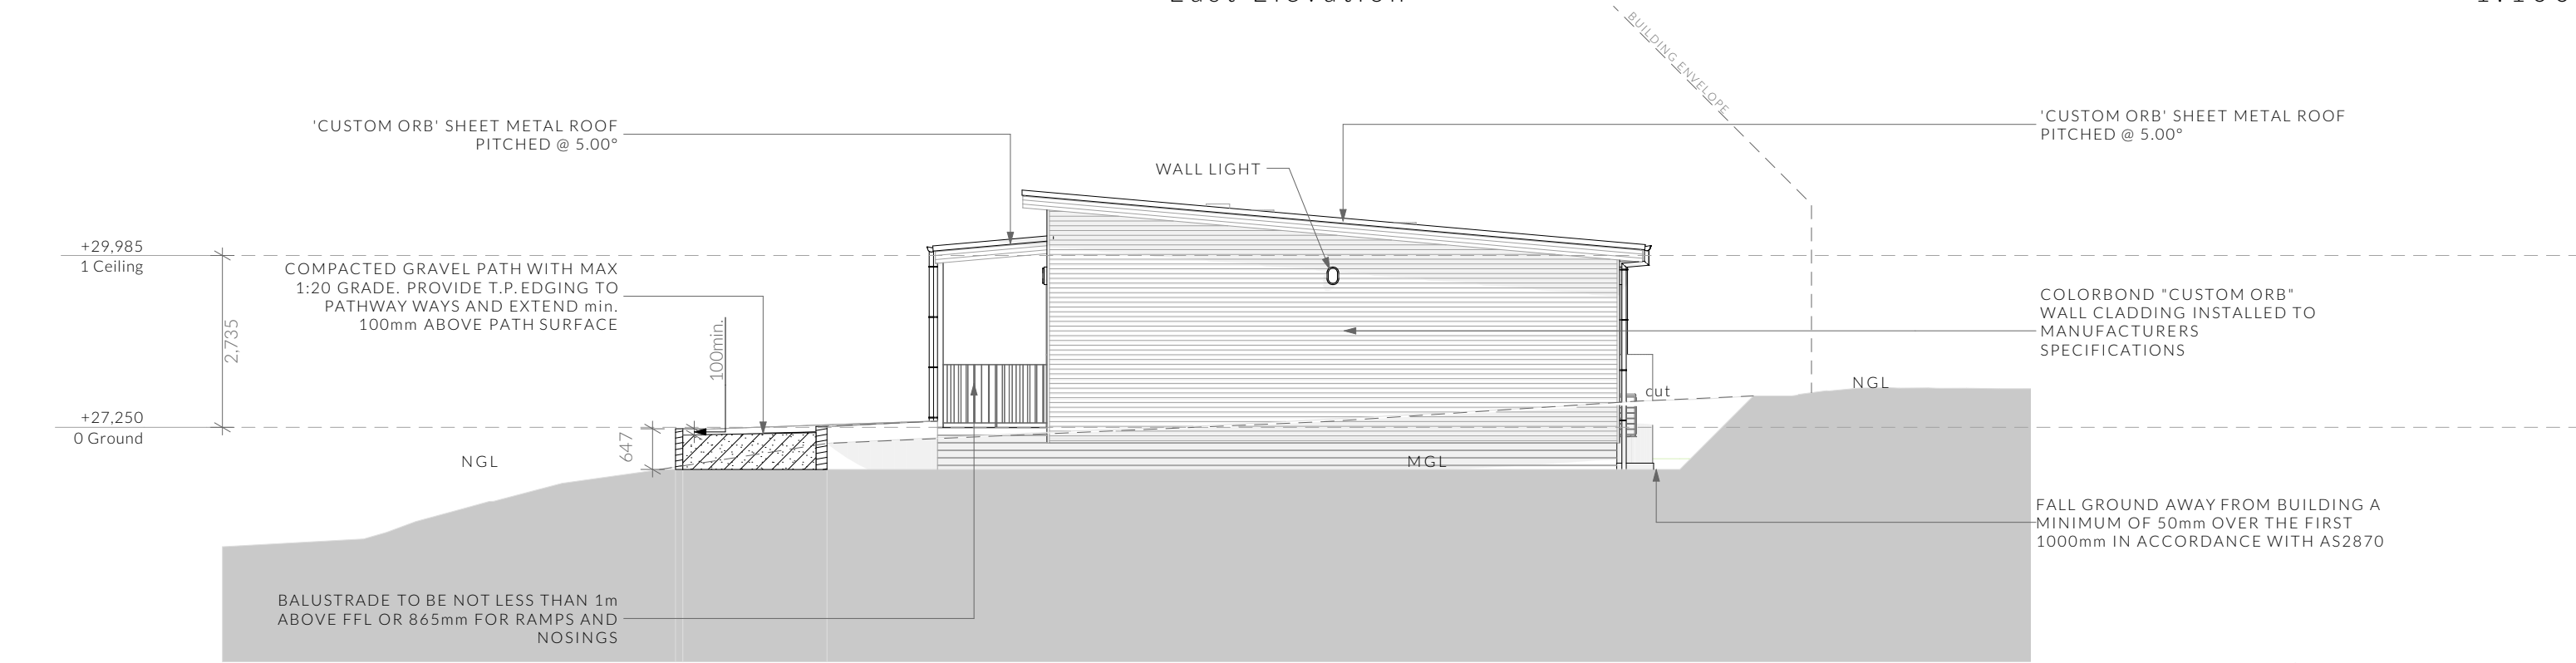 BUILDING ENVELOPE
'CUSTOM ORB' SHEET METAL ROOF
PITCHED @ 5.00°
'CUSTOM ORB' SHEET METAL ROOF
PITCHED @ 5.00°
WALL LIGHT
+29,985
1 Ceiling
COMPACTED GRAVEL PATH WITH MAX
1:20 GRADE. PROVIDE T.P.EDGING TO
PATHWAY WAYS AND EXTEND min.
100mm ABOVE PATH SURFACE
2,735
100min.
COLORBOND "CUSTOM ORB"
WALL CLADDING INSTALLED TO
MANUFACTURERS
SPECIFICATIONS
cut
NGL
+27,250
0 Ground
647
NGL
MGL
FALL GROUND AWAY FROM BUILDING A
MINIMUM OF 50mm OVER THE FIRST
1000mm IN ACCORDANCE WITH AS2870
BALUSTRADE TO BE NOT LESS THAN 1m
ABOVE FFL OR 865mm FOR RAMPS AND
NOSINGS